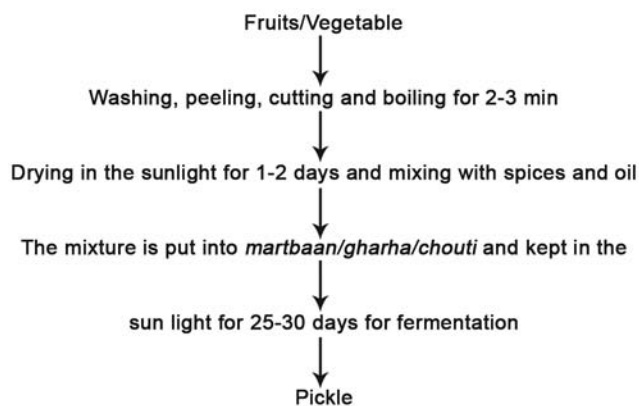 Fruits/Vegetable
Washing, peeling, cutting and boiling for 2-3 min
Drying in the sunlight for 1-2 days and mixing with spices and oil
The mixture is put into martbaan/gharha/chouti and kept in the
sun light for 25-30 days for fermentation
Pickle